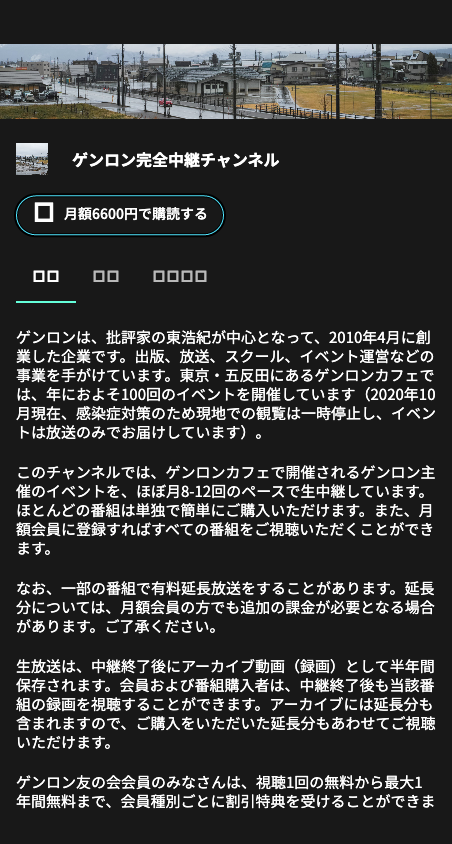 ゲンロン完全中継チャンネル
月額6600円で購読する
ゲンロンは、批評家の東浩紀が中心となって、2010年4月に創
業した企業です。出版、放送、スクール、イベント運営などの
事業を手がけています。東京・五反田にあるゲンロンカフェで
は、年におよそ100回のイベントを開催しています（2020年10
月現在、感染症対策のため現地での観覧は一時停止し、イベン
トは放送のみでお届けしています）。
このチャンネルでは、ゲンロンカフェで開催されるゲンロン主
催のイベントを、ほぼ月8-12回のペースで生中継しています。
ほとんどの番組は単独で簡単にご購入いただけます。また、月
額会員に登録すればすべての番組をご視聴いただくことができ
ます。
なお、一部の番組で有料延長放送をすることがあります。延長
分については、月額会員の方でも追加の課金が必要となる場合
があります。ご了承ください。
生放送は、中継終了後にアーカイブ動画（録画）として半年間
保存されます。会員および番組購入者は、中継終了後も当該番
組の録画を視聴することができます。アーカイブには延長分も
含まれますので、ご購入をいただいた延長分もあわせてご視聴
いただけます。
ゲンロン友の会会員のみなさんは、視聴1回の無料から最大1
年間無料まで、会員種別ごとに割引特典を受けることができま